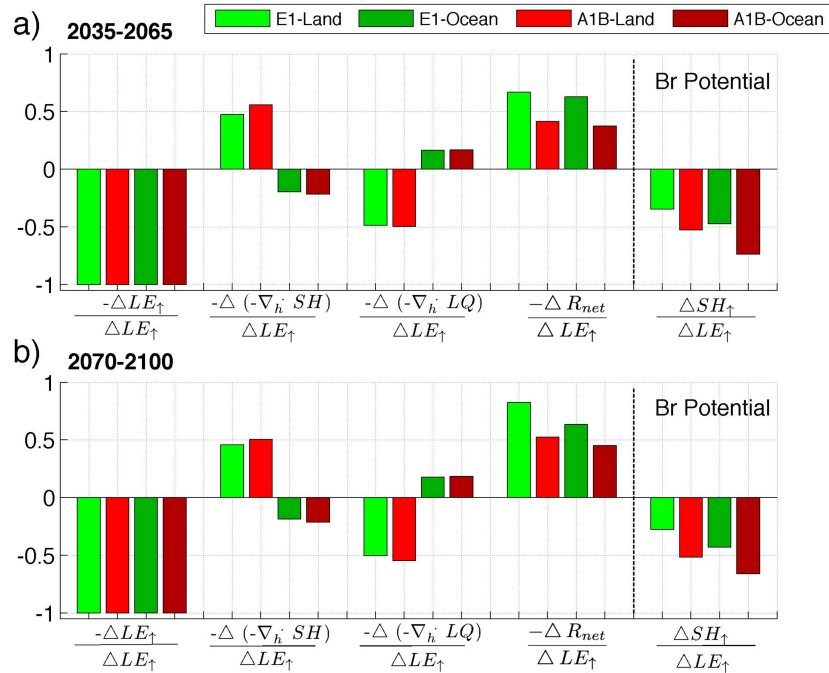 E1-Land E1-Ocean A1B-Land A1B-Ocean
a) 2035-2065
1
0.5
0
-0.5
-1
Br Potential
-△LE↑ / △LE↑
-△ (-∇h· SH) / △LE↑
-△ (-∇h· LQ) / △LE↑
−△ Rnet / △ LE↑
△SH↑ / △LE↑
b) 2070-2100
1
0.5
0
-0.5
-1
Br Potential
-△LE↑ / △LE↑
-△ (-∇h· SH) / △LE↑
-△ (-∇h· LQ) / △LE↑
−△ Rnet / △ LE↑
△SH↑ / △LE↑